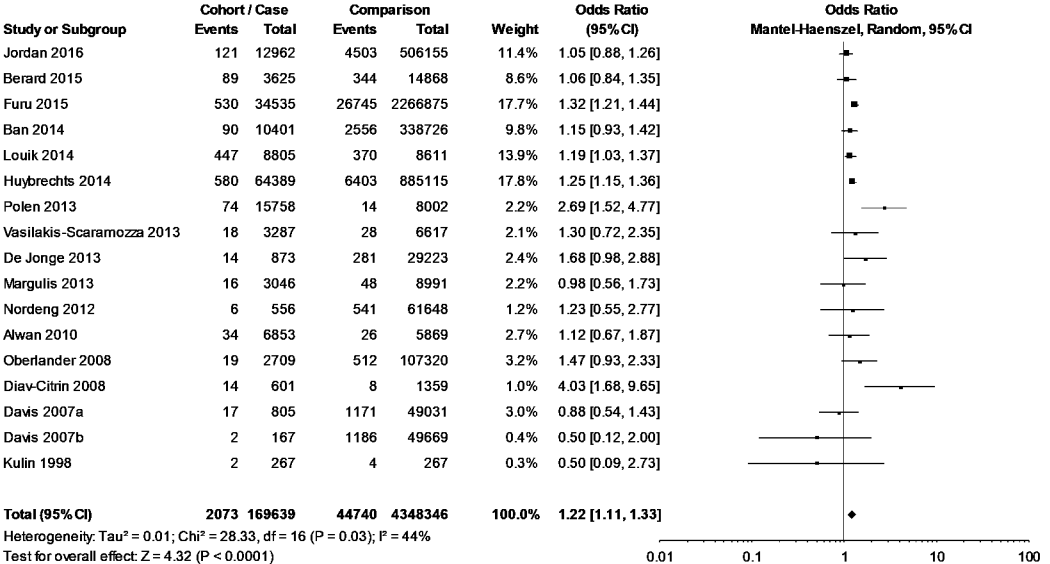 Cohort / Case Comparison Odds Ratio Odds Ratio
Study or Subgroup Events Total Events Total Weight (95%CI) Mantel-Haenszel, Random, 95%CI
Jordan 2016 121 12962 4503 506155 11.4% 1.05 [0.88, 1.26]
Berard 2015 89 3625 344 14868 8.6% 1.06 [0.84, 1.35]
Furu 2015 530 34535 26745 2266875 17.7% 1.32 [1.21, 1.44]
Ban 2014 90 10401 2556 338726 9.8% 1.15 [0.93, 1.42]
Louik 2014 447 8805 370 8611 13.9% 1.19 [1.03, 1.37]
Huybrechts 2014 580 64389 6403 885115 17.8% 1.25 [1.15, 1.36]
Polen 2013 74 15758 14 8002 2.2% 2.69 [1.52, 4.77]
Vasilakis-Scaramozza 2013 18 3287 28 6617 2.1% 1.30 [0.72, 2.35]
De Jonge 2013 14 873 281 29223 2.4% 1.68 [0.98, 2.88]
Margulis 2013 16 3046 48 8991 2.2% 0.98 [0.56, 1.73]
Nordeng 2012 6 556 541 61648 1.2% 1.23 [0.55, 2.77]
Alwan 2010 34 6853 26 5869 2.7% 1.12 [0.67, 1.87]
Oberlander 2008 19 2709 512 107320 3.2% 1.47 [0.93, 2.33]
Diav-Citrin 2008 14 601 8 1359 1.0% 4.03 [1.68, 9.65]
Davis 2007a 17 805 1171 49031 3.0% 0.88 [0.54, 1.43]
Davis 2007b 2 167 1186 49669 0.4% 0.50 [0.12, 2.00]
Kulin 1998 2 267 4 267 0.3% 0.50 [0.09, 2.73]
Total (95%CI) 2073 169639 44740 4348346 100.0% 1.22 [1.11, 1.33]
Heterogeneity: Tau² = 0.01; Chi² = 28.33, df = 16 (P = 0.03); I² = 44%
Test for overall effect: Z = 4.32 (P < 0.0001)
0.01 0.1 1 10 100